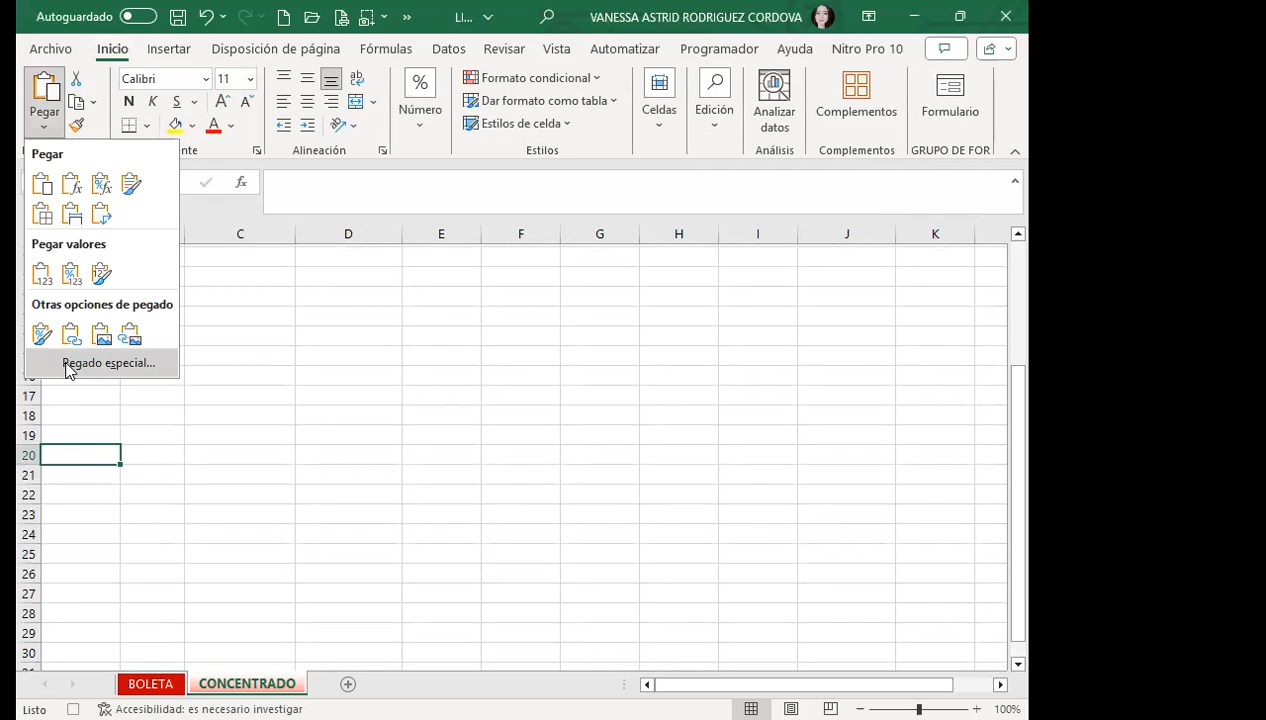 Autoguardado
LI...
»
VANESSA ASTRID RODRIGUEZ CORDOVA
Archivo Inicio Insertar Disposición de página Fórmulas Datos Revisar Vista Automatizar Programador Ayuda Nitro Pro 10
Pegar
Calibri 11
N K S A A
A
ab
%
Número
Formato condicional
Dar formato como tabla
Estilos de celda
Celdas
Edición
Analizar
datos
Complementos
Formulario
Alineación
Estilos
Análisis
Complementos
GRUPO DE FOR
Pegar
Pegar valores
Otras opciones de pegado
Pegado especial...
fx
C D E F G H I J K
17
18
19
20
21
22
23
24
25
26
27
28
29
30
BOLETA CONCENTRADO
Listo
Accesibilidad: es necesario investigar
100%